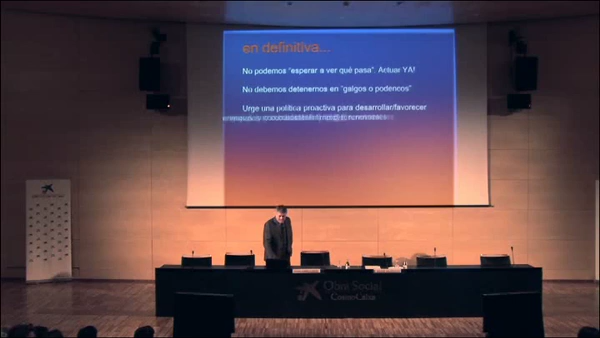 en definitiva...
No podemos "esperar a ver qué pasa". Actuar YA!
No debemos detenernos en "galgos o podencos"
Urge una política proactiva para desarrollar/favorecer
Obra Social
CosmoCaixa